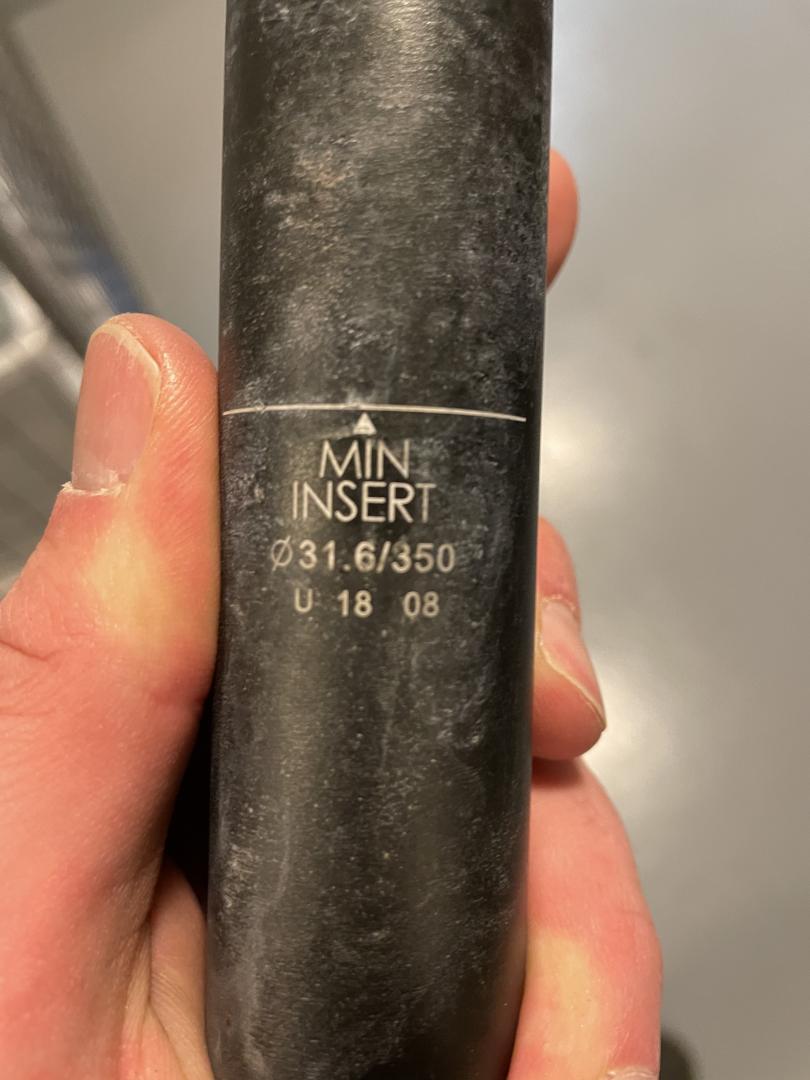 MIN
INSERT
Ø31.6/350
U 18 08